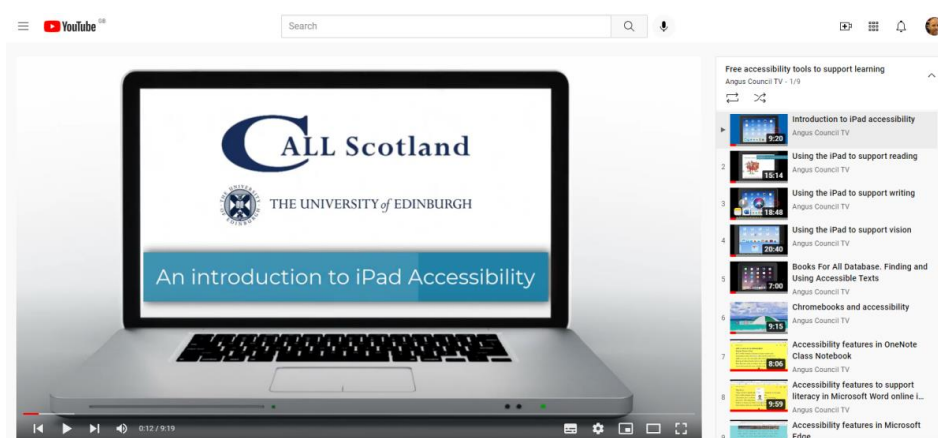 YouTube GB
Search
CALL Scotland
THE UNIVERSITY of EDINBURGH
An introduction to iPad Accessibility
0:12 / 9:19
Free accessibility tools to support learning
Angus Council TV - 1/9
Introduction to iPad accessibility
Angus Council TV
9:20
2
Using the iPad to support reading
Angus Council TV
15:14
3
Using the iPad to support writing
Angus Council TV
18:48
4
Using the iPad to support vision
Angus Council TV
20:40
5
Books For All Database. Finding and
Using Accessible Texts
Angus Council TV
7:00
6
Chromebooks and accessibility
Angus Council TV
9:15
7
Accessibility features in OneNote
Class Notebook
Angus Council TV
8:06
8
Accessibility features to support
literacy in Microsoft Word online i...
Angus Council TV
9:59
9
Accessibility features in Microsoft
Edge